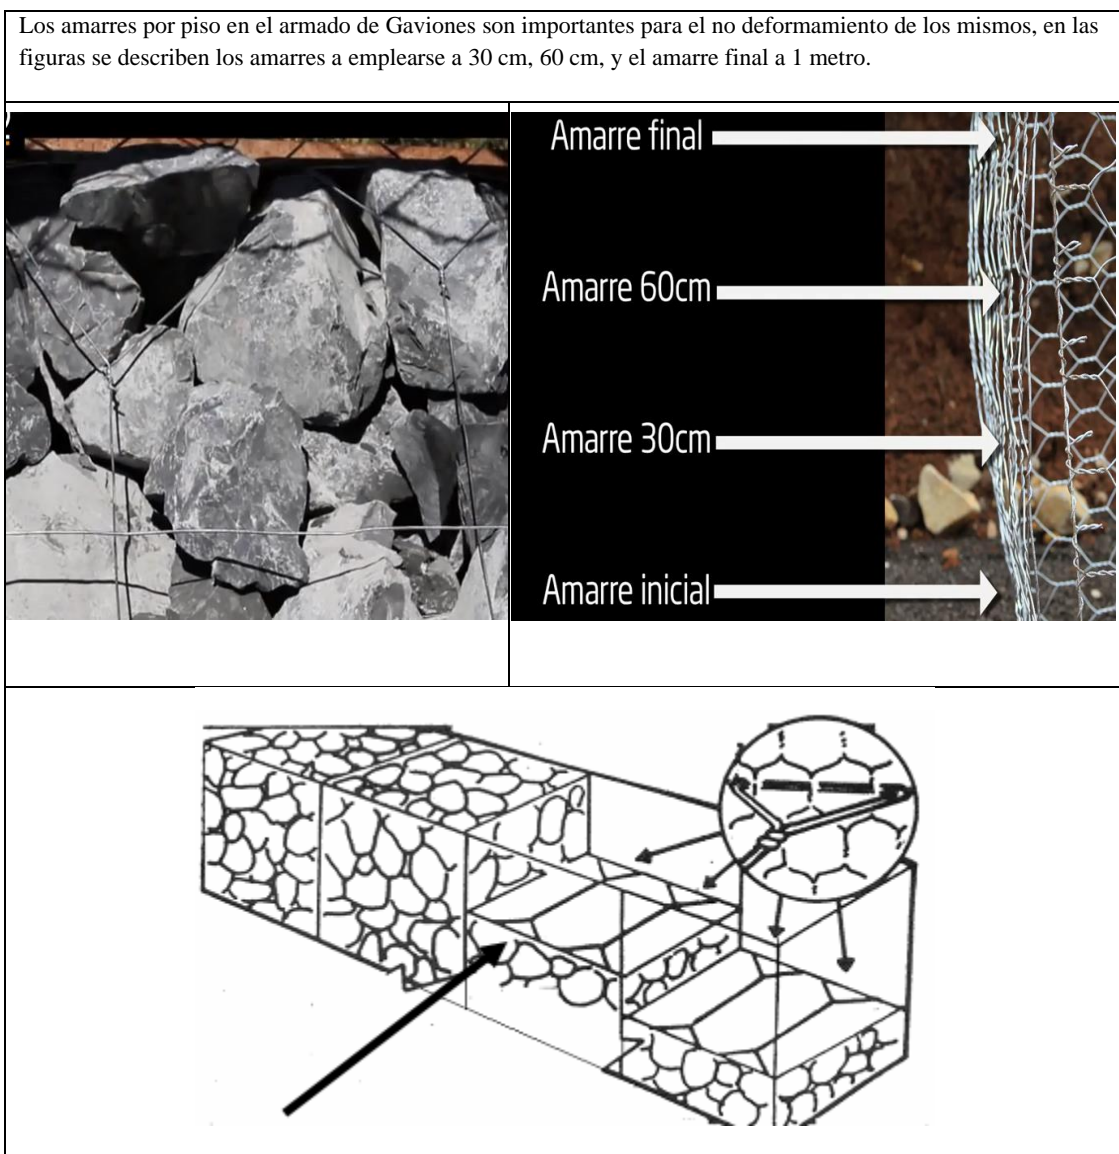 Los amarres por piso en el armado de Gaviones son importantes para el no deformamiento de los mismos, en las
figuras se describen los amarres a emplearse a 30 cm, 60 cm, y el amarre final a 1 metro.
Amarre final
Amarre 60cm
Amarre 30cm
Amarre inicial